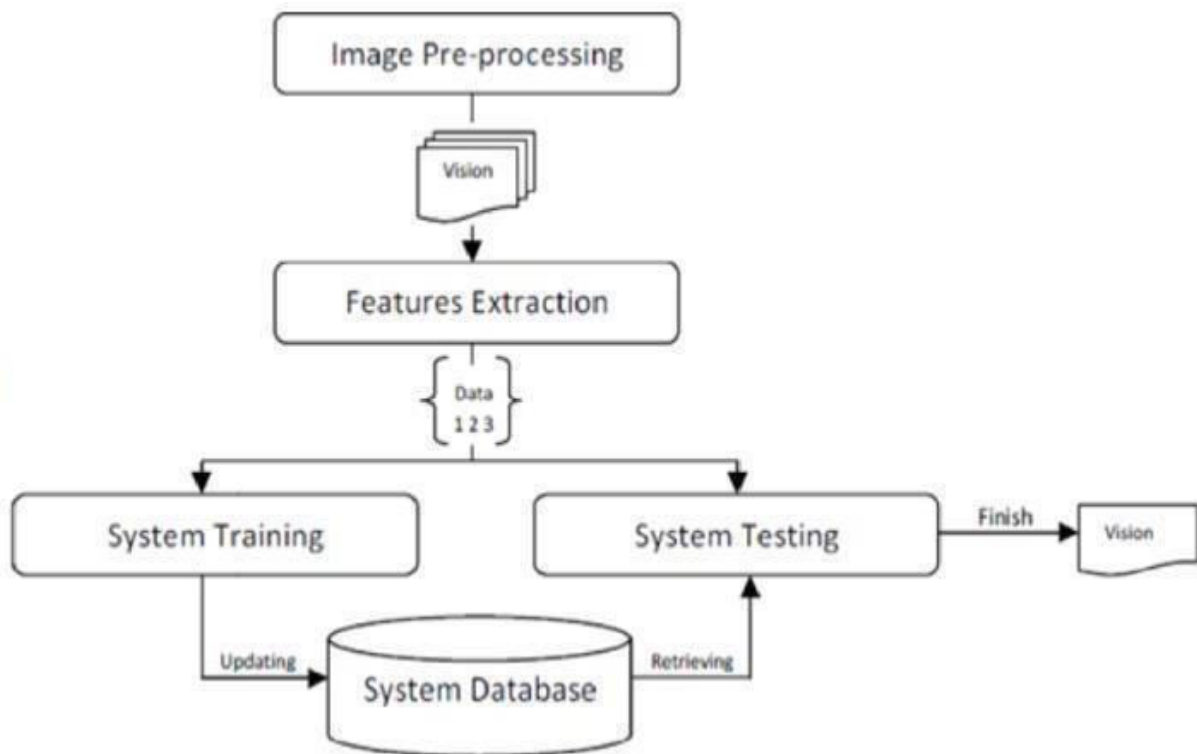 Image Pre-processing
Vision
Features Extraction
Data
1 2 3
System Training
System Testing
Finish
Vision
Updating
System Database
Retrieving